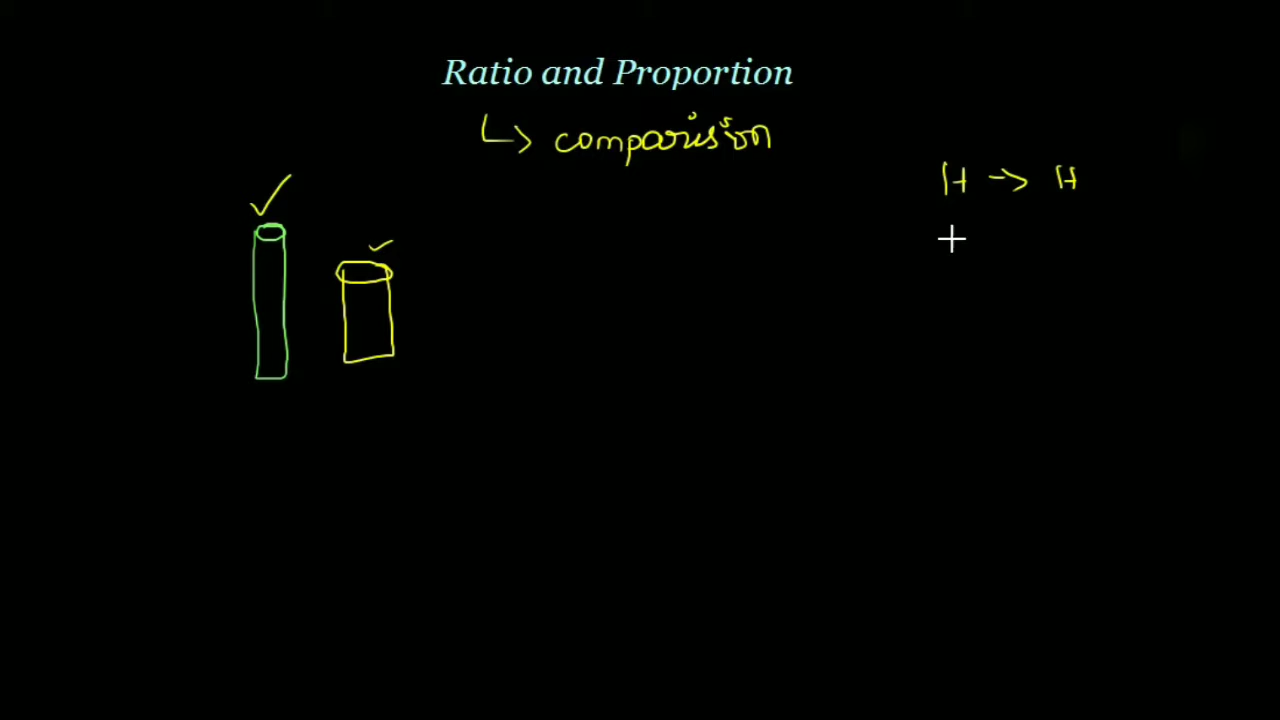 Ratio and Proportion
↳ comparision
H → H